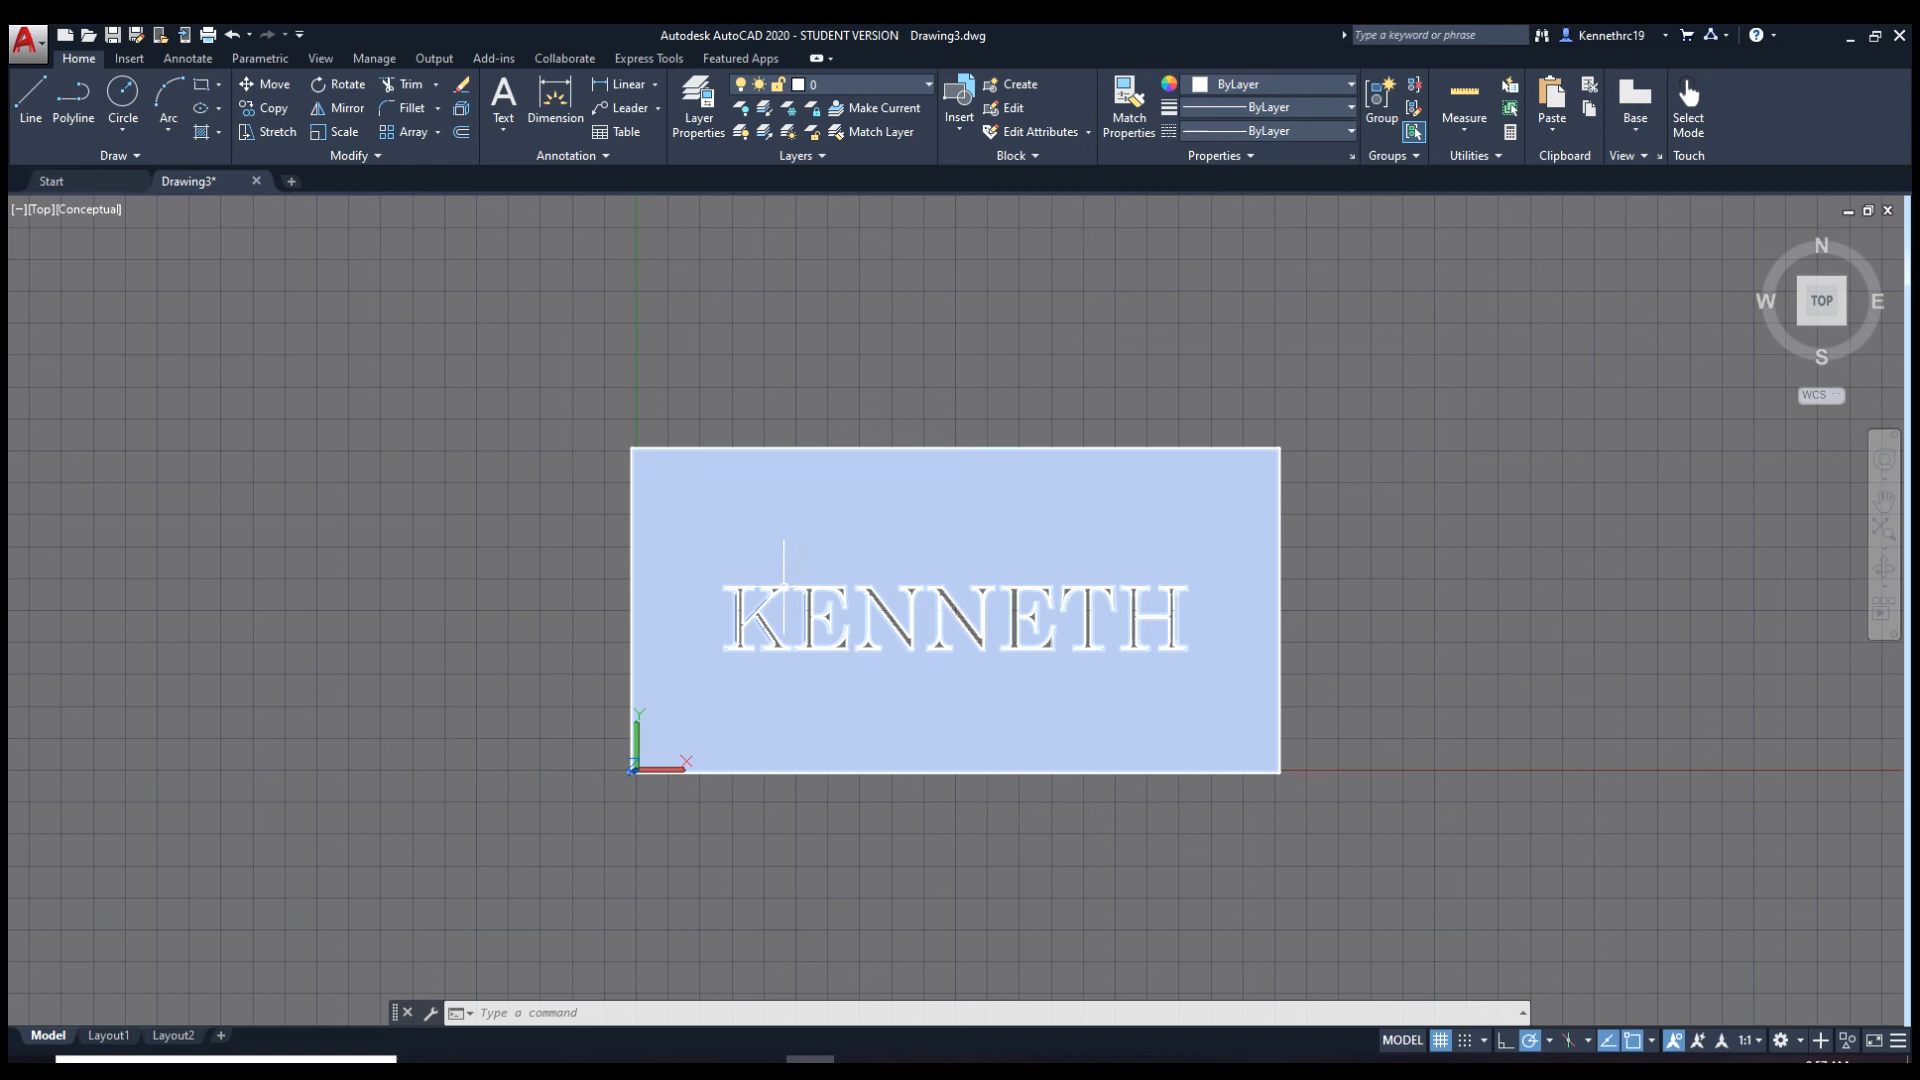 Autodesk AutoCAD 2020 - STUDENT VERSION Drawing3.dwg
Type a keyword or phrase
Kennethrc19
Home Insert Annotate Parametric View Manage Output Add-ins Collaborate Express Tools Featured Apps
Line Polyline Circle Arc
Move Rotate Trim
Copy Mirror Fillet
Stretch Scale Array
Text Dimension
Linear
Leader
Table
Layer Properties
0
Make Current
Match Layer
Insert
Create
Edit
Edit Attributes
Match Properties
ByLayer
ByLayer
ByLayer
Group
Measure
Paste
Base
Select Mode
Draw Modify Annotation Layers Block Properties Groups Utilities Clipboard View Touch
Start Drawing3*
[−][Top][Conceptual]
N
W TOP E
S
WCS
KENNETH
Y
Z
X
Type a command
Model Layout1 Layout2
MODEL 1:1